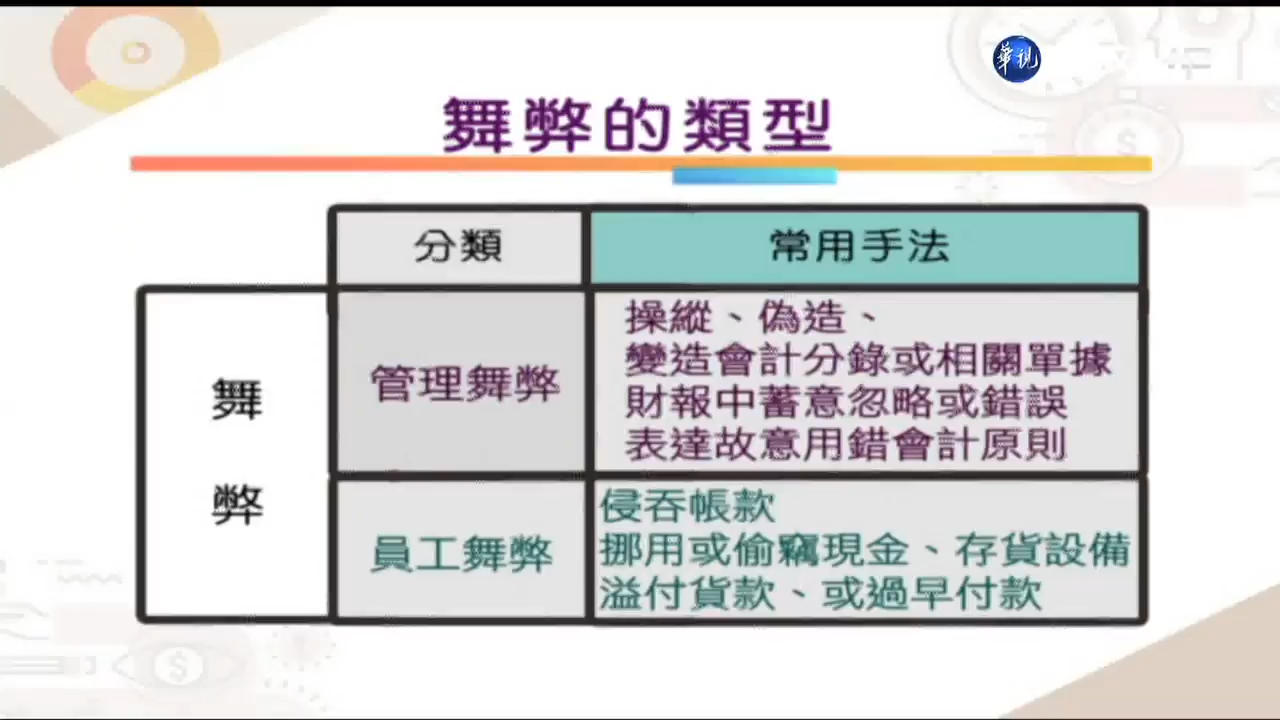 華視
舞弊的類型
分類
常用手法
舞
弊
管理舞弊
操縱、偽造、
變造會計分錄或相關單據
財報中蓄意忽略或錯誤
表達故意用錯會計原則
員工舞弊
侵吞帳款
挪用或偷竊現金、存貨設備
溢付貨款、或過早付款